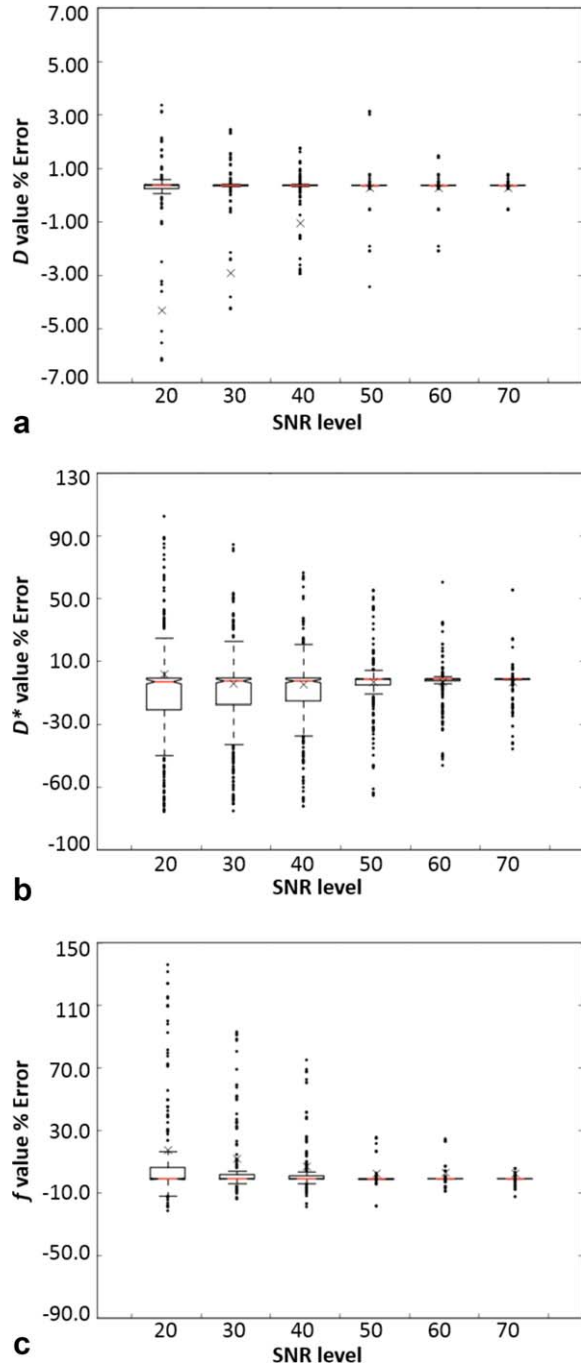 7.00
5.00
3.00
1.00
-1.00
-3.00
-5.00
-7.00
D value % Error
20 30 40 50 60 70
SNR level
a
130
90.0
50.0
10.0
-30.0
-60.0
-100
D* value % Error
20 30 40 50 60 70
SNR level
b
150
110
70.0
30.0
-10.0
-50.0
-90.0
f value % Error
20 30 40 50 60 70
SNR level
c